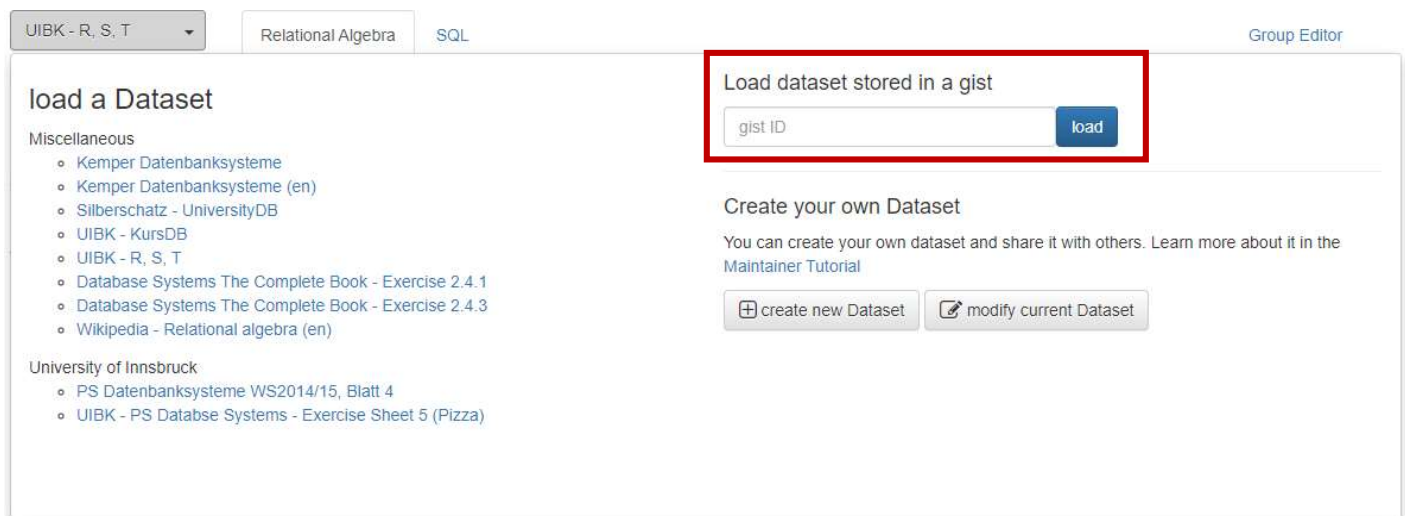 UIBK - R, S, T
Relational Algebra
SQL
Group Editor
load a Dataset
Miscellaneous
Kemper Datenbanksysteme
Kemper Datenbanksysteme (en)
Silberschatz - UniversityDB
UIBK - KursDB
UIBK - R, S, T
Database Systems The Complete Book - Exercise 2.4.1
Database Systems The Complete Book - Exercise 2.4.3
Wikipedia - Relational algebra (en)
University of Innsbruck
PS Datenbanksysteme WS2014/15, Blatt 4
UIBK - PS Databse Systems - Exercise Sheet 5 (Pizza)
Load dataset stored in a gist
gist ID
load
Create your own Dataset
You can create your own dataset and share it with others. Learn more about it in the
Maintainer Tutorial
create new Dataset
modify current Dataset